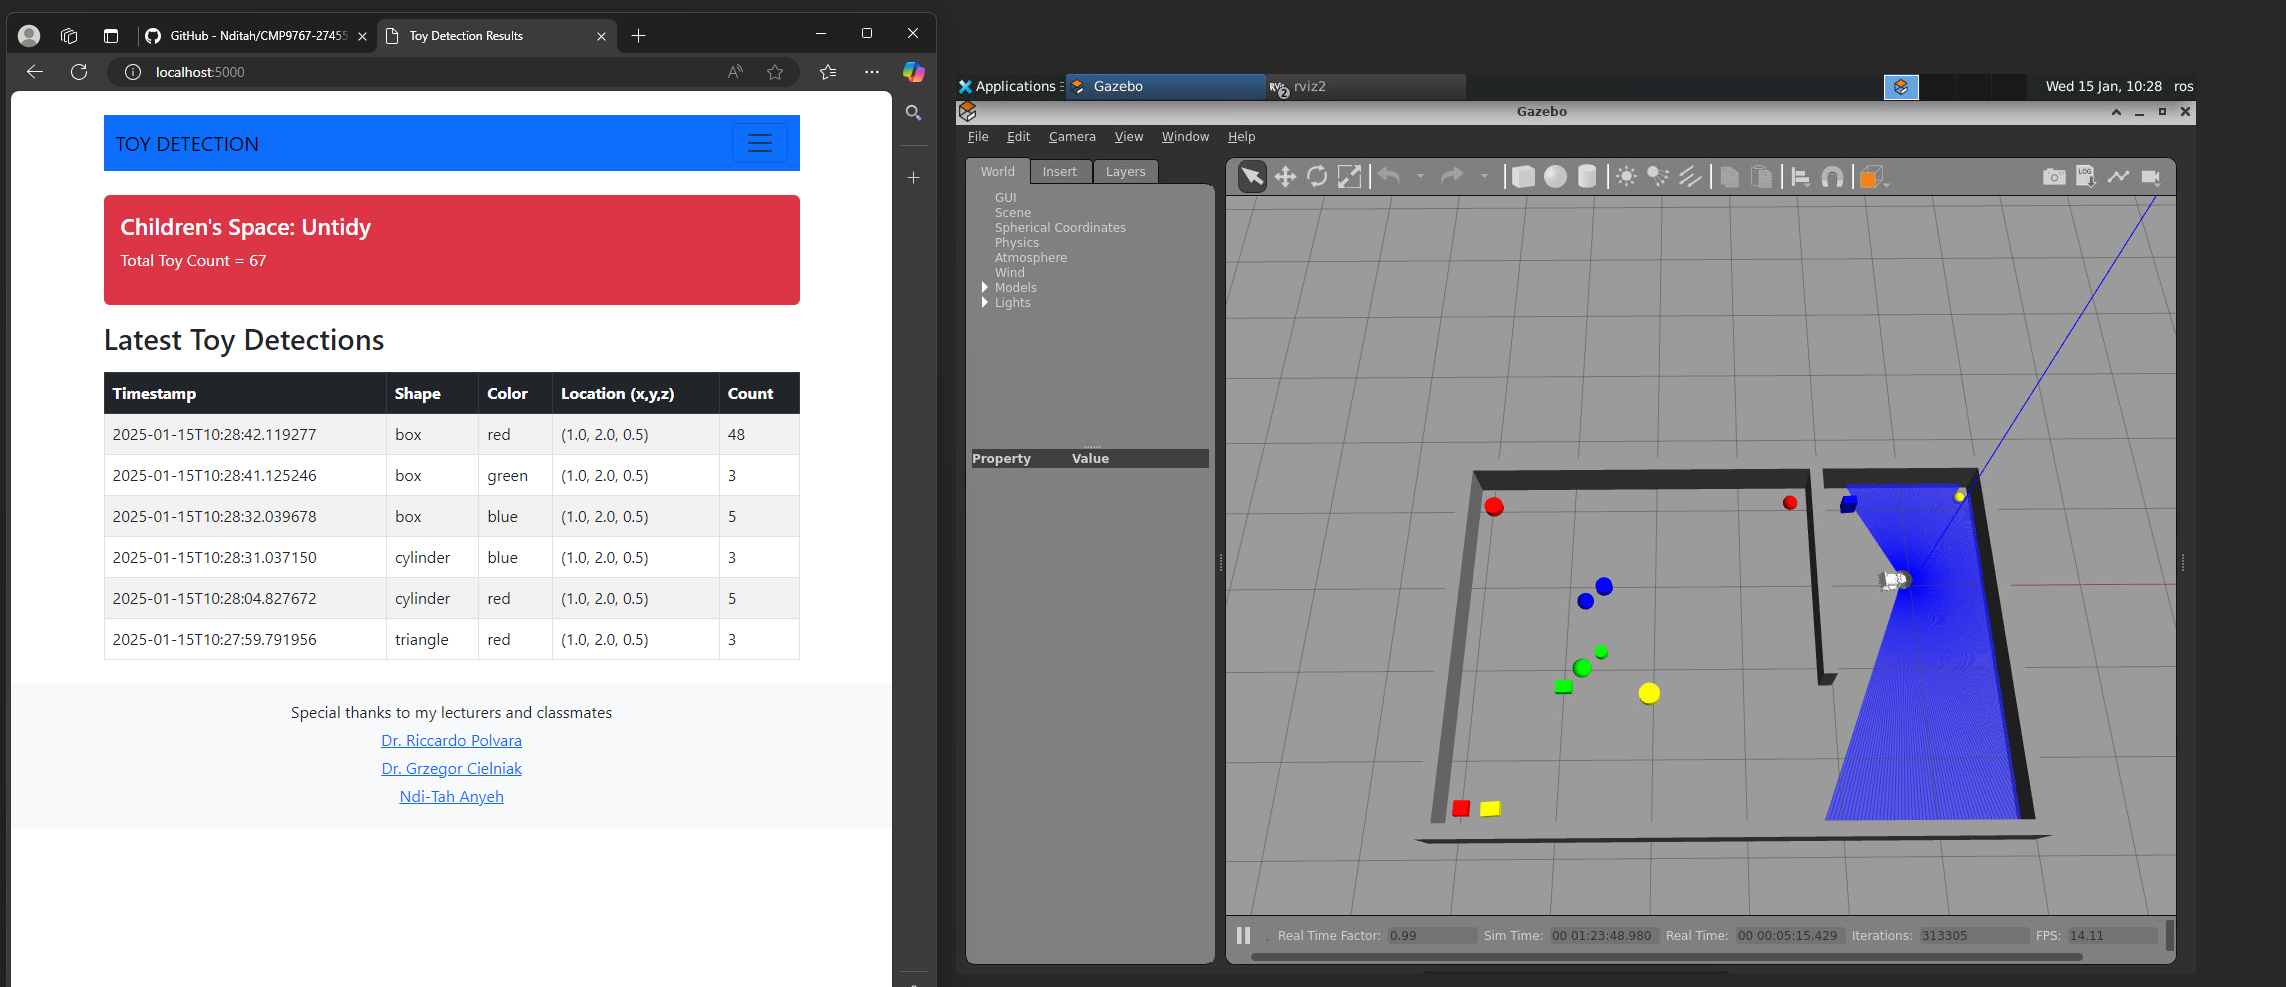 GitHub - Nditah/CMP9767-27455
Toy Detection Results
localhost:5000
TOY DETECTION
Children's Space: Untidy
Total Toy Count = 67
Latest Toy Detections
Timestamp Shape Color Location (x,y,z) Count
2025-01-15T10:28:42.119277 box red (1.0, 2.0, 0.5) 48
2025-01-15T10:28:41.125246 box green (1.0, 2.0, 0.5) 3
2025-01-15T10:28:32.039678 box blue (1.0, 2.0, 0.5) 5
2025-01-15T10:28:31.037150 cylinder blue (1.0, 2.0, 0.5) 3
2025-01-15T10:28:04.827672 cylinder red (1.0, 2.0, 0.5) 5
2025-01-15T10:27:59.791956 triangle red (1.0, 2.0, 0.5) 3
Special thanks to my lecturers and classmates
Dr. Riccardo Polvara
Dr. Grzegor Cielniak
Ndi-Tah Anyeh
Applications Gazebo rviz2 Wed 15 Jan, 10:28 ros
Gazebo
File Edit Camera View Window Help
World Insert Layers
LOG
GUI
Scene
Spherical Coordinates
Physics
Atmosphere
Wind
Models
Lights
Property Value
Real Time Factor: 0.99 Sim Time: 00 01:23:48.980 Real Time: 00 00:05:15.429 Iterations: 313305 FPS: 14.11